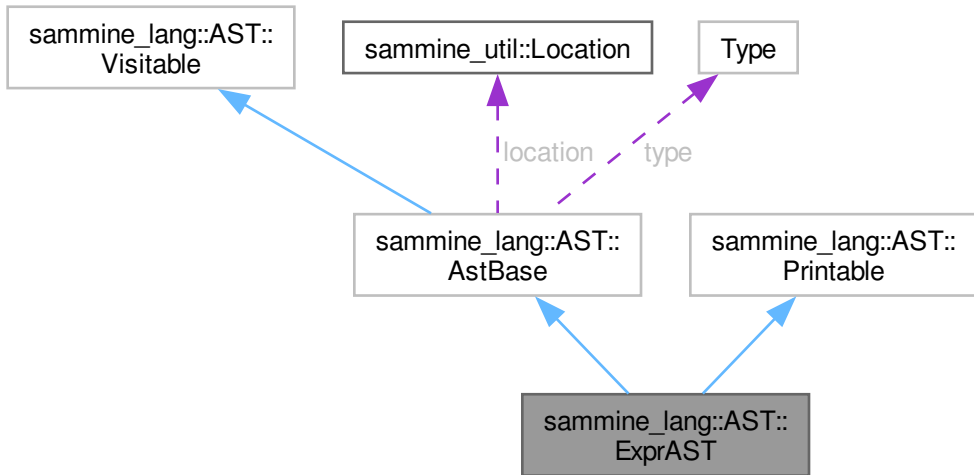 sammine_lang::AST::
Visitable
sammine_util::Location
Type
location
type
sammine_lang::AST::
AstBase
sammine_lang::AST::
Printable
sammine_lang::AST::
ExprAST